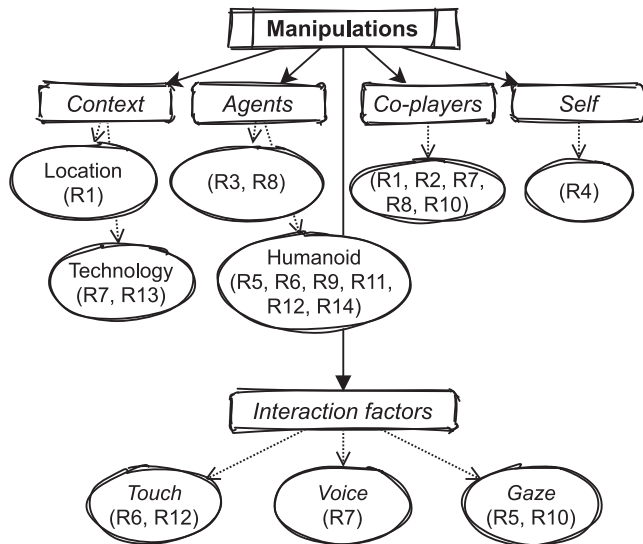 Manipulations
Context
Agents
Co-players
Self
Location
(R1)
(R3, R8)
(R1, R2, R7,
R8, R10)
(R4)
Technology
(R7, R13)
Humanoid
(R5, R6, R9, R11,
R12, R14)
Interaction factors
Touch
(R6, R12)
Voice
(R7)
Gaze
(R5, R10)